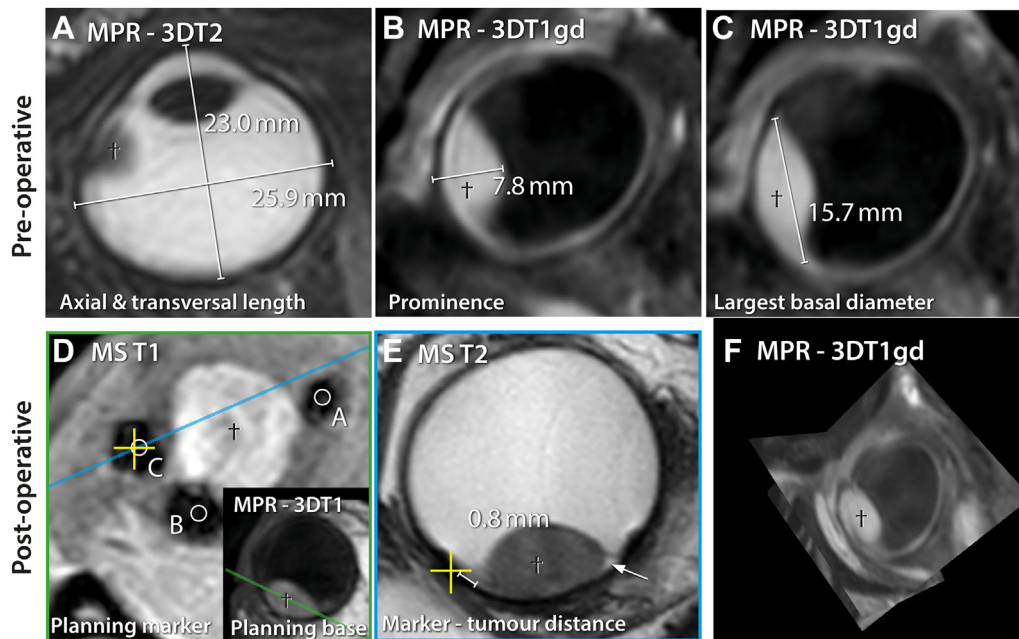 Pre-operative
A MPR - 3DT2
†
23.0 mm
25.9 mm
Axial & transversal length
B MPR - 3DT1gd
†
7.8 mm
Prominence
C MPR - 3DT1gd
†
15.7 mm
Largest basal diameter
Post-operative
D MS T1
†
A
C
B
Planning marker
MPR - 3DT1
†
Planning base
E MS T2
0.8 mm
†
Marker - tumour distance
F MPR - 3DT1gd
†